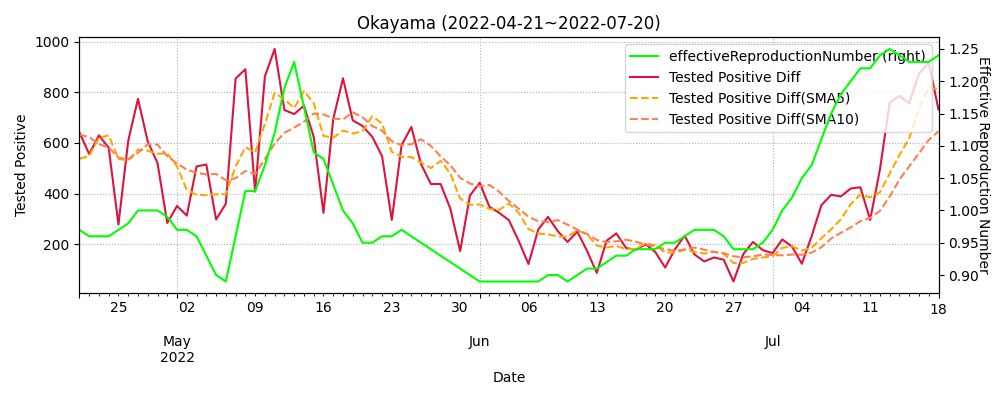 Okayama (2022-04-21~2022-07-20)
effectiveReproductionNumber (right)
Tested Positive Diff
Tested Positive Diff(SMA5)
Tested Positive Diff(SMA10)
Tested Positive
1000
800
600
400
200
1.25
1.20
1.15
1.10
1.05
1.00
0.95
0.90
Effective Reproduction Number
25 02 09 16 23 30 06 13 20 27 04 11 18
May Jun Jul
2022
Date